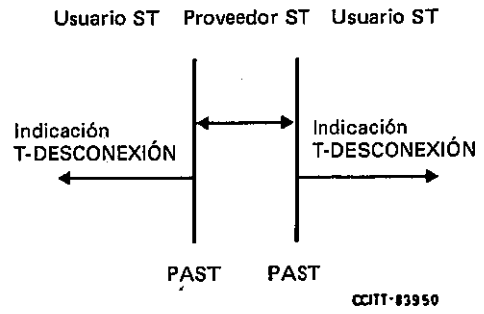 Usuario ST Proveedor ST Usuario ST
Indicación
T-DESCONEXIÓN
Indicación
T-DESCONEXIÓN
PAST PAST
CCITT-83950